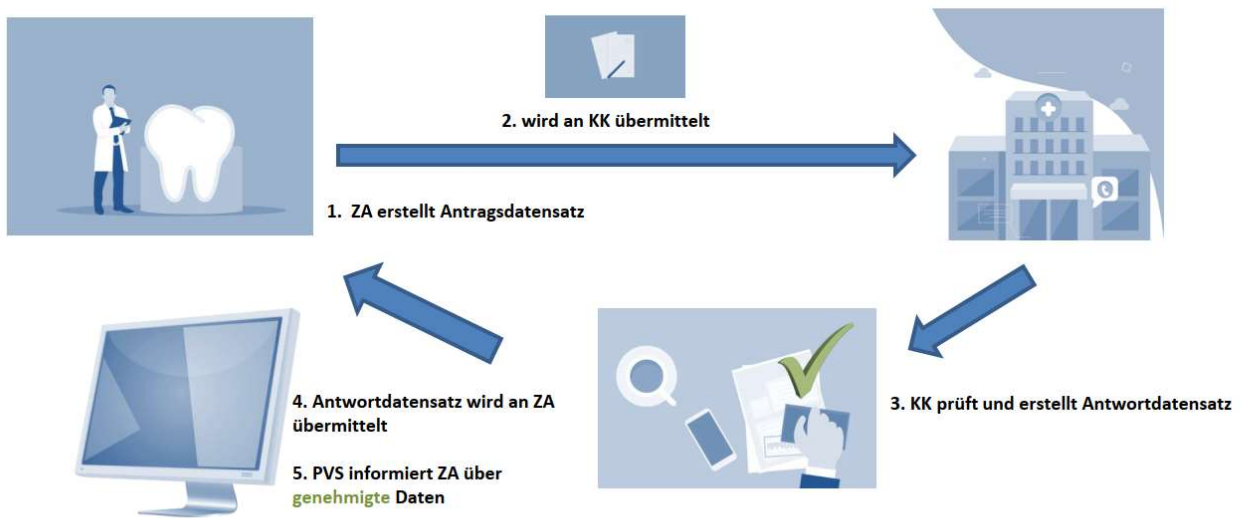 2. wird an KK übermittelt
1. ZA erstellt Antragsdatensatz
3. KK prüft und erstellt Antwortdatensatz
4. Antwortdatensatz wird an ZA
übermittelt
5. PVS informiert ZA über
genehmigte Daten